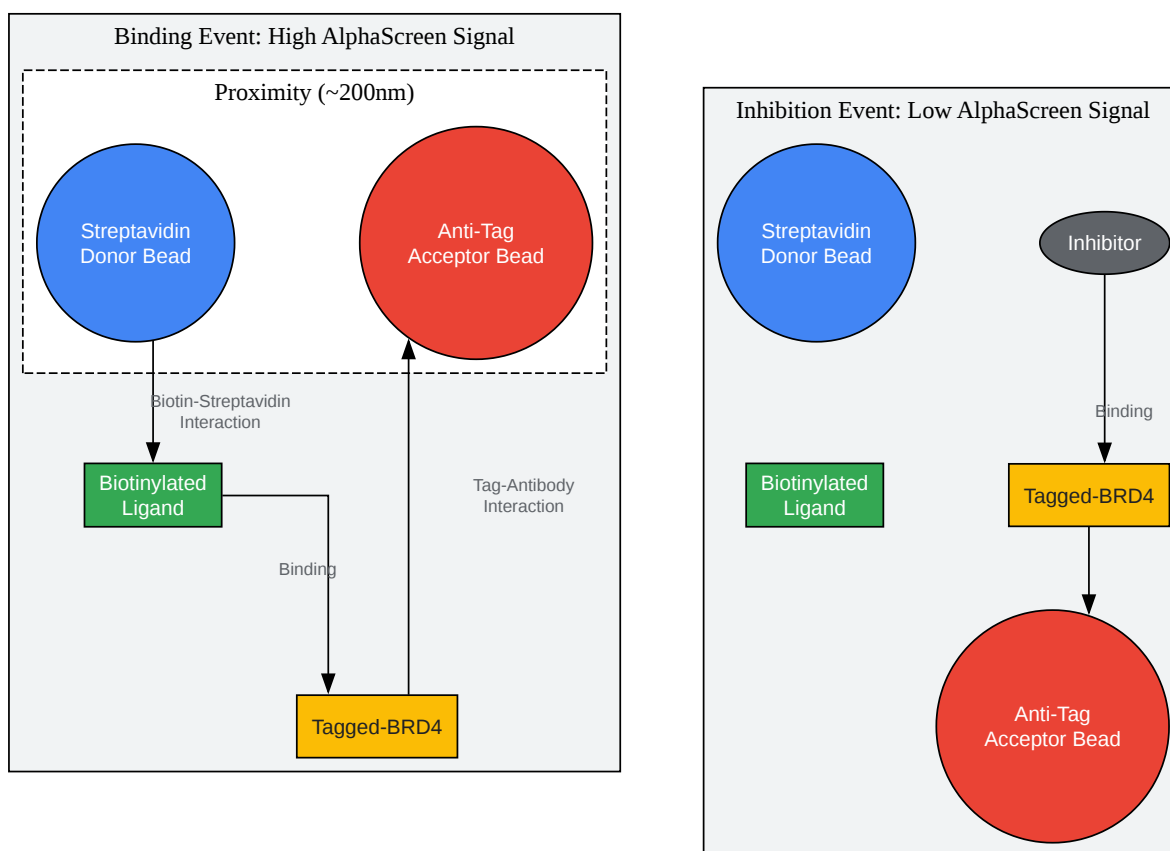 Binding Event: High AlphaScreen Signal
Proximity (~200nm)
Streptavidin
Donor Bead
Anti-Tag
Acceptor Bead
Biotin-Streptavidin
Interaction
Biotinylated
Ligand
Tag-Antibody
Interaction
Binding
Tagged-BRD4
Inhibition Event: Low AlphaScreen Signal
Streptavidin
Donor Bead
Inhibitor
Binding
Biotinylated
Ligand
Tagged-BRD4
Anti-Tag
Acceptor Bead